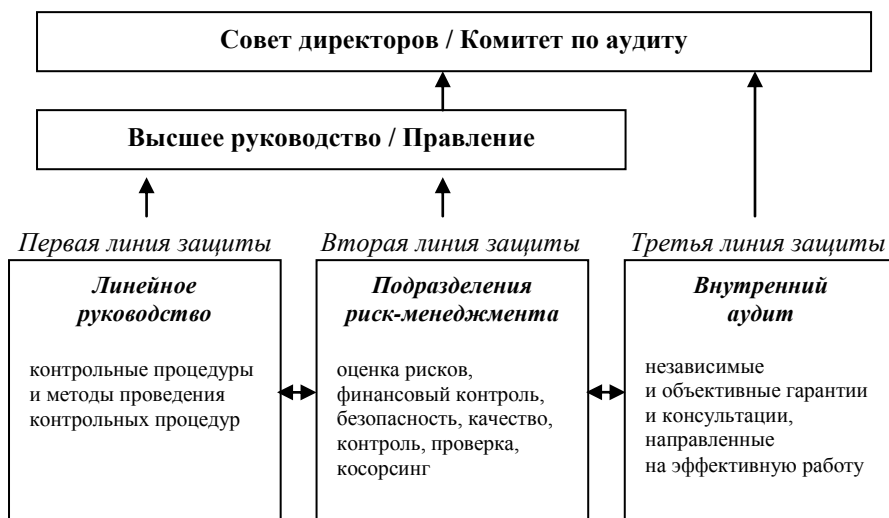 Совет директоров / Комитет по аудиту
Высшее руководство / Правление
Первая линия защиты
Линейное
руководство
контрольные процедуры
и методы проведения
контрольных процедур
Вторая линия защиты
Подразделения
риск-менеджмента
оценка рисков,
финансовый контроль,
безопасность, качество,
контроль, проверка,
косорсинг
Третья линия защиты
Внутренний
аудит
независимые
и объективные гарантии
и консультации,
направленные
на эффективную работу